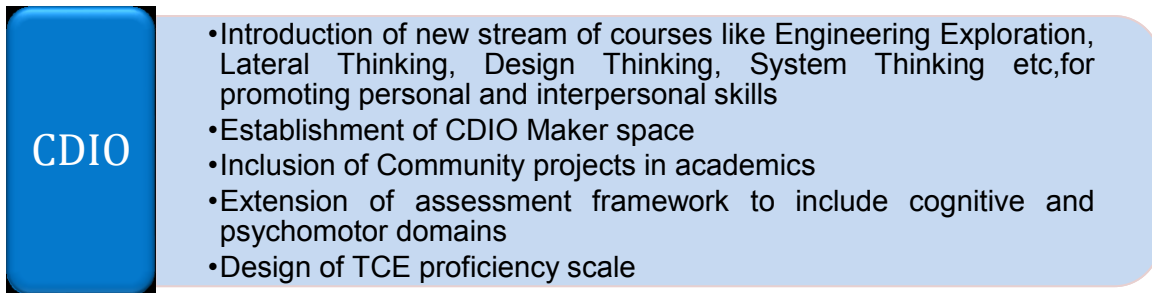 CDIO
•Introduction of new stream of courses like Engineering Exploration,
Lateral Thinking, Design Thinking, System Thinking etc,for
promoting personal and interpersonal skills
•Establishment of CDIO Maker space
•Inclusion of Community projects in academics
•Extension of assessment framework to include cognitive and
psychomotor domains
•Design of TCE proficiency scale